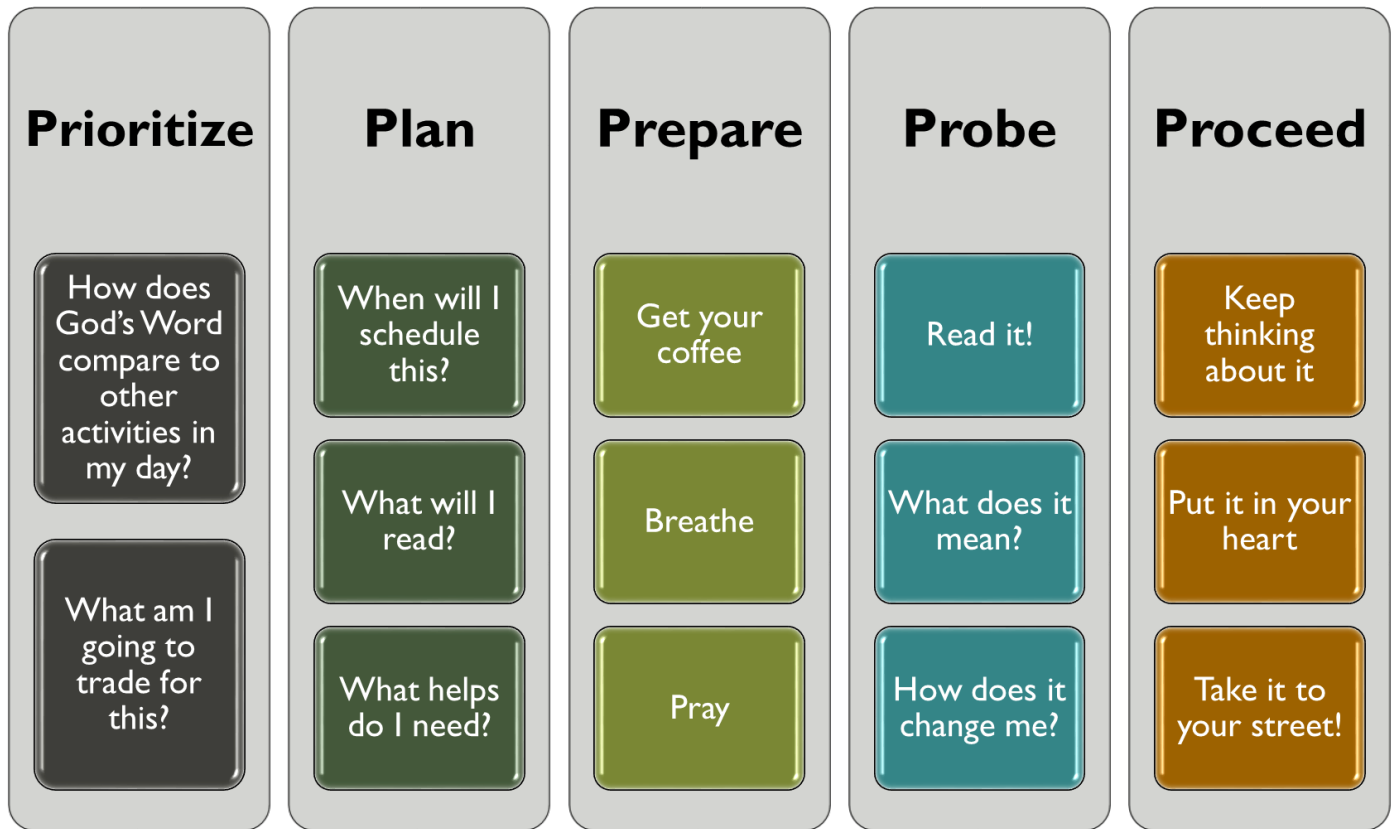 Prioritize
How does
God’s Word
compare to
other
activities in
my day?
What am I
going to
trade for
this?
Plan
When will I
schedule
this?
What will I
read?
What helps
do I need?
Prepare
Get your
coffee
Breathe
Pray
Probe
Read it!
What does it
mean?
How does it
change me?
Proceed
Keep
thinking
about it
Put it in your
heart
Take it to
your street!